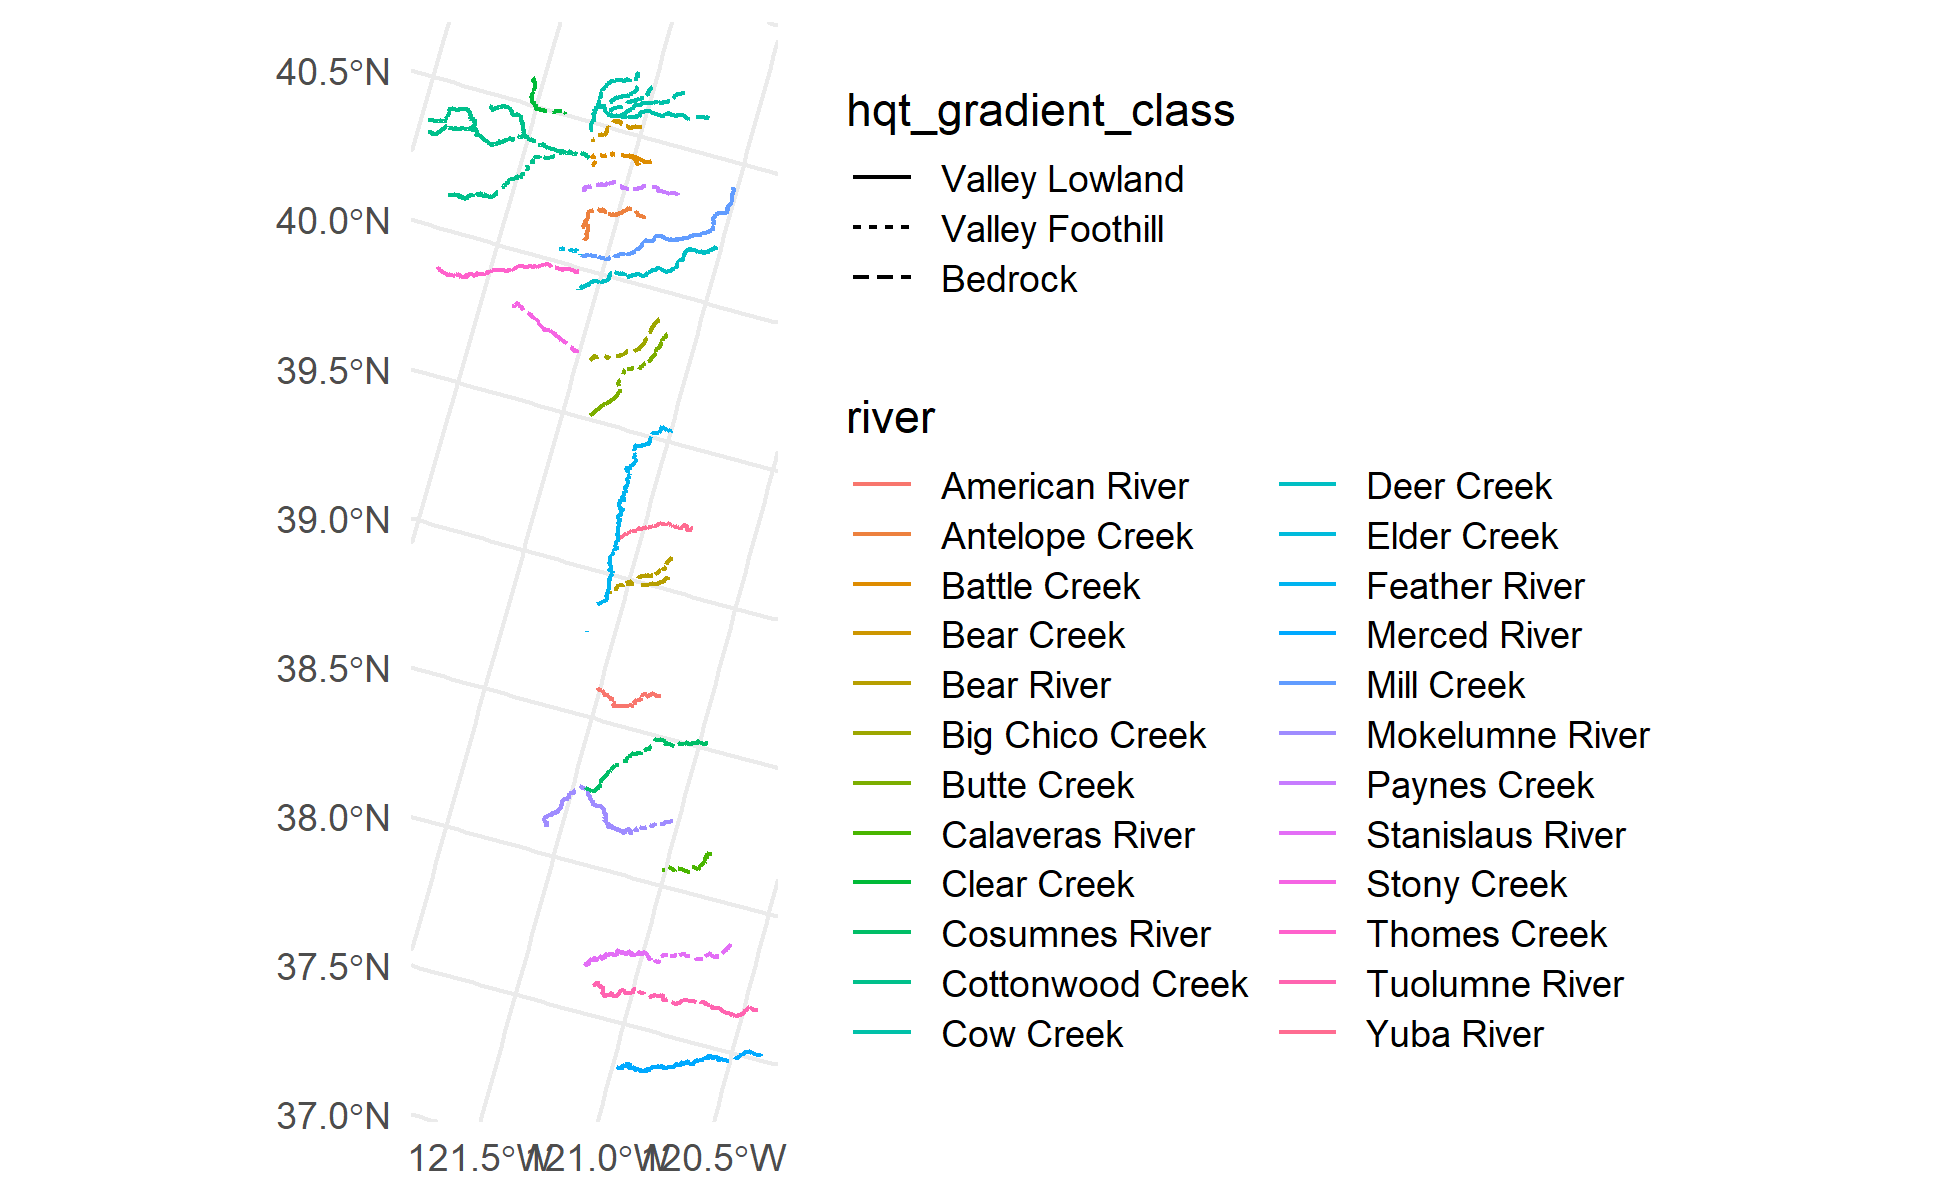 40.5°N
40.0°N
39.5°N
39.0°N
38.5°N
38.0°N
37.5°N
37.0°N
121.5°W
121.0°W
120.5°W
hqt_gradient_class
Valley Lowland
Valley Foothill
Bedrock
river
American River
Antelope Creek
Battle Creek
Bear Creek
Bear River
Big Chico Creek
Butte Creek
Calaveras River
Clear Creek
Cosumnes River
Cottonwood Creek
Cow Creek
Deer Creek
Elder Creek
Feather River
Merced River
Mill Creek
Mokelumne River
Paynes Creek
Stanislaus River
Stony Creek
Thomes Creek
Tuolumne River
Yuba River